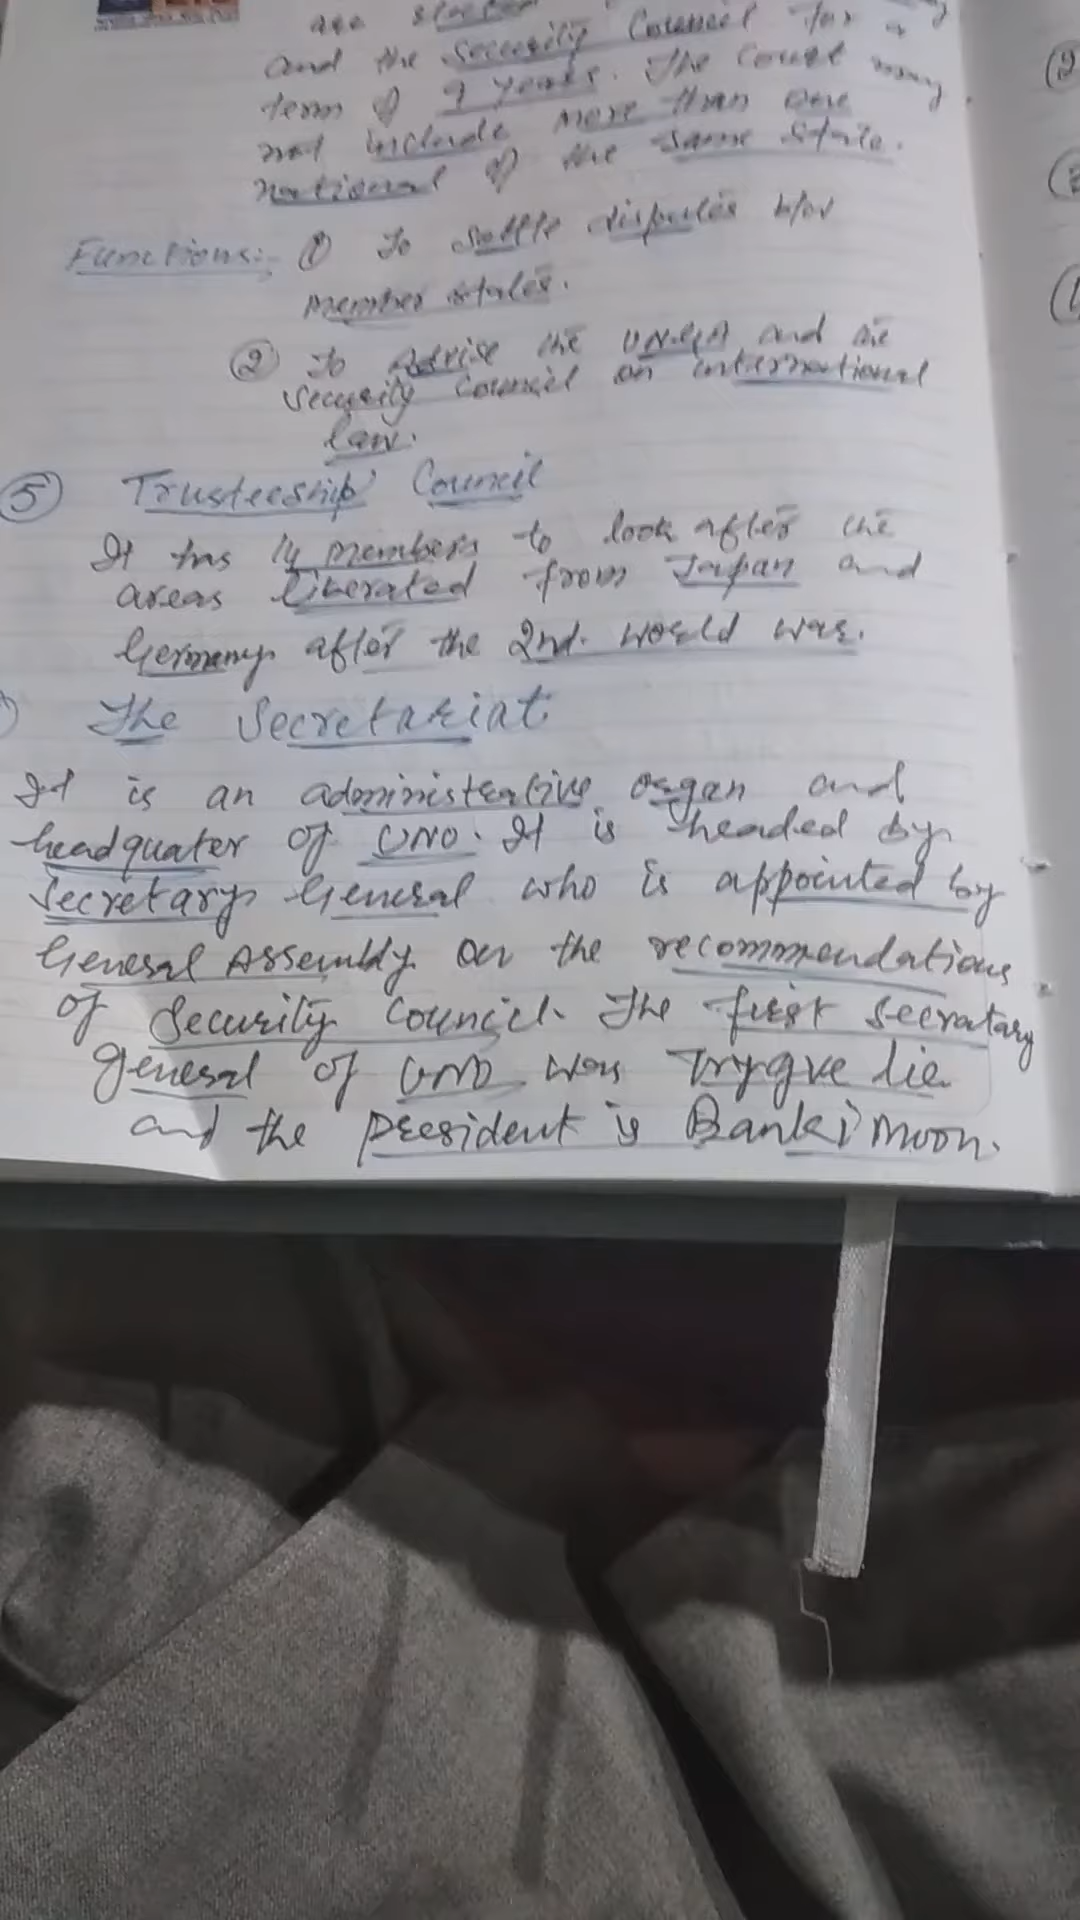 are
and the Security Council for a
term of 9 years. The Court may
not include more than one
national of the same state.
Functions:- ① To settle disputes b/w
member states.
② To advise the UNGA and the
Security Council on international
law.
⑤ Trusteeship Council
It has 14 members to look after the
areas liberated from Japan and
Germany after the 2nd. world war.
The Secretariat.
It is an administrative organ and
headquater of UNO. It is headed by
Secretary General who is appointed by
General Assembly on the recommendations
of Security Council. The first secratary
general of UNO was Trygve lie
and the president is Banki moon.